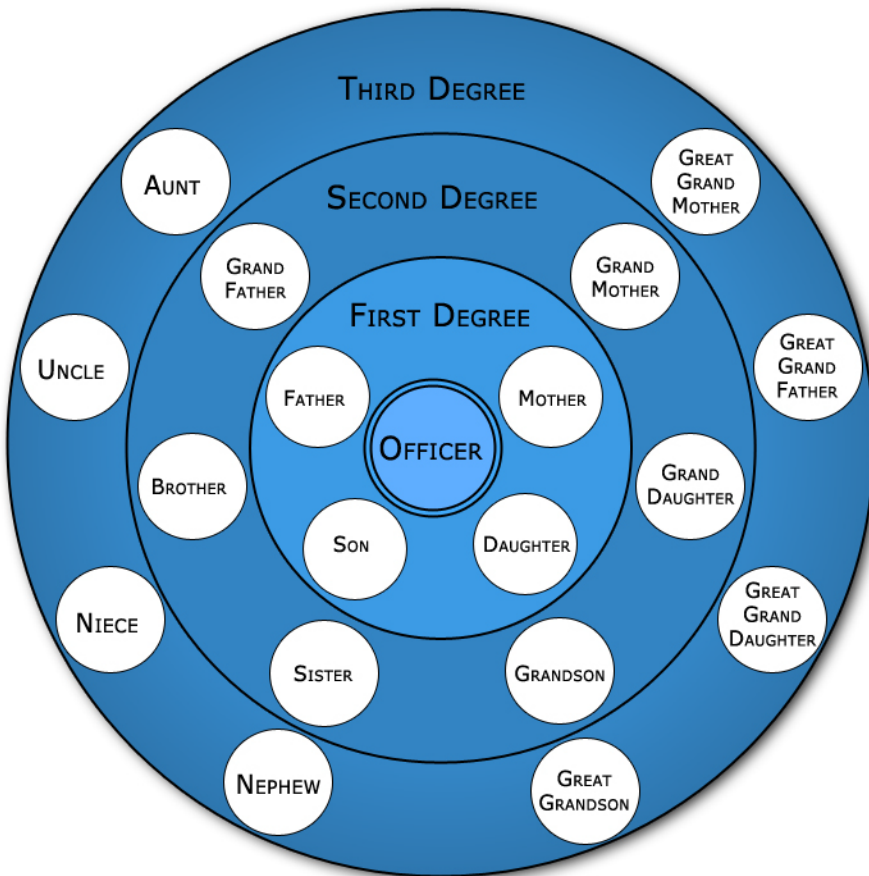 Third Degree
Aunt
Great
Grand
Mother
Second Degree
Grand
Father
Grand
Mother
First Degree
Uncle
Great
Grand
Father
Father
Mother
Officer
Brother
Grand
Daughter
Son
Daughter
Niece
Great
Grand
Daughter
Sister
Grandson
Nephew
Great
Grandson